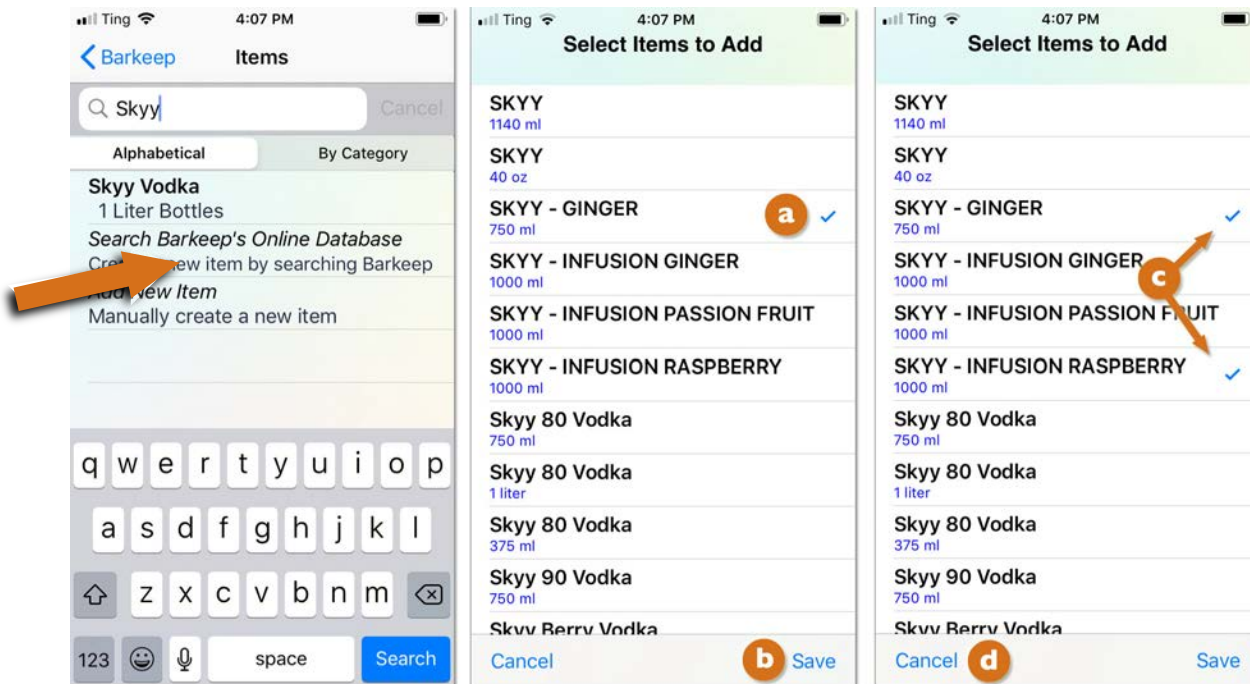 Ting 4:07 PM
Barkeep Items
Skyy Cancel
Alphabetical By Category
Skyy Vodka
1 Liter Bottles
Search Barkeep's Online Database
new item by searching Barkeep
New Item
Manually create a new item
q w e r t y u i o p
a s d f g h j k l
z x c v b n m
123 space Search
Ting 4:07 PM
Select Items to Add
SKYY
1140 ml
SKYY
40 oz
SKYY - GINGER a
750 ml
SKYY - INFUSION GINGER
1000 ml
SKYY - INFUSION PASSION FRUIT
1000 ml
SKYY - INFUSION RASPBERRY
1000 ml
Skyy 80 Vodka
750 ml
Skyy 80 Vodka
1 liter
Skyy 80 Vodka
375 ml
Skyy 90 Vodka
750 ml
Skyy Berry Vodka
Cancel b Save
Ting 4:07 PM
Select Items to Add
SKYY
1140 ml
SKYY
40 oz
SKYY - GINGER
750 ml
SKYY - INFUSION GINGER
c
1000 ml
SKYY - INFUSION PASSION FRUIT
1000 ml
SKYY - INFUSION RASPBERRY
1000 ml
Skyy 80 Vodka
750 ml
Skyy 80 Vodka
1 liter
Skyy 80 Vodka
375 ml
Skyy 90 Vodka
750 ml
Skyy Berry Vodka
Cancel d Save